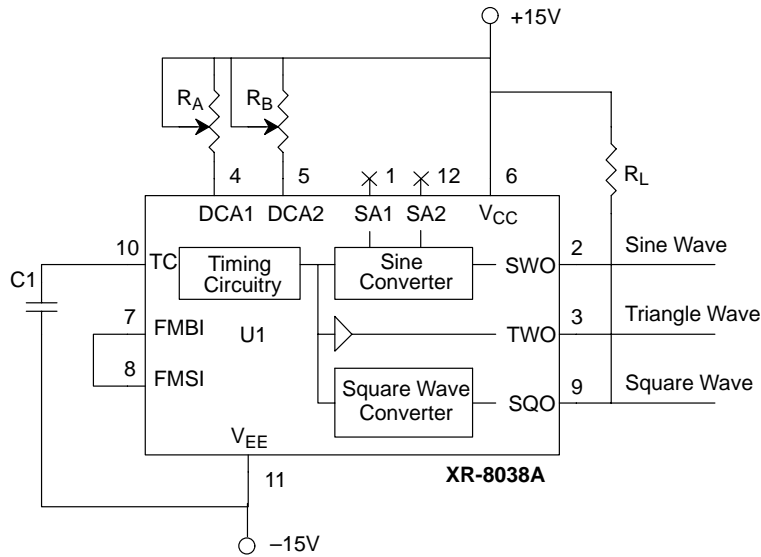 +15V
RA
RB
RL
4
5
1
12
6
DCA1
DCA2
SA1
SA2
VCC
10
TC
Timing
Circuitry
Sine
Converter
SWO
2
Sine Wave
C1
7
FMBI
U1
TWO
3
Triangle Wave
8
FMSI
Square Wave
Converter
SQO
9
Square Wave
VEE
11
XR-8038A
–15V